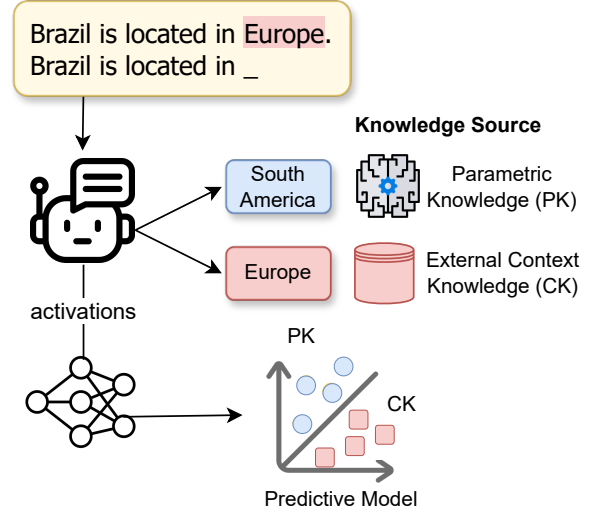 Brazil is located in Europe.
Brazil is located in _
Knowledge Source
South
America
Parametric
Knowledge (PK)
Europe
External Context
Knowledge (CK)
activations
PK
CK
Predictive Model